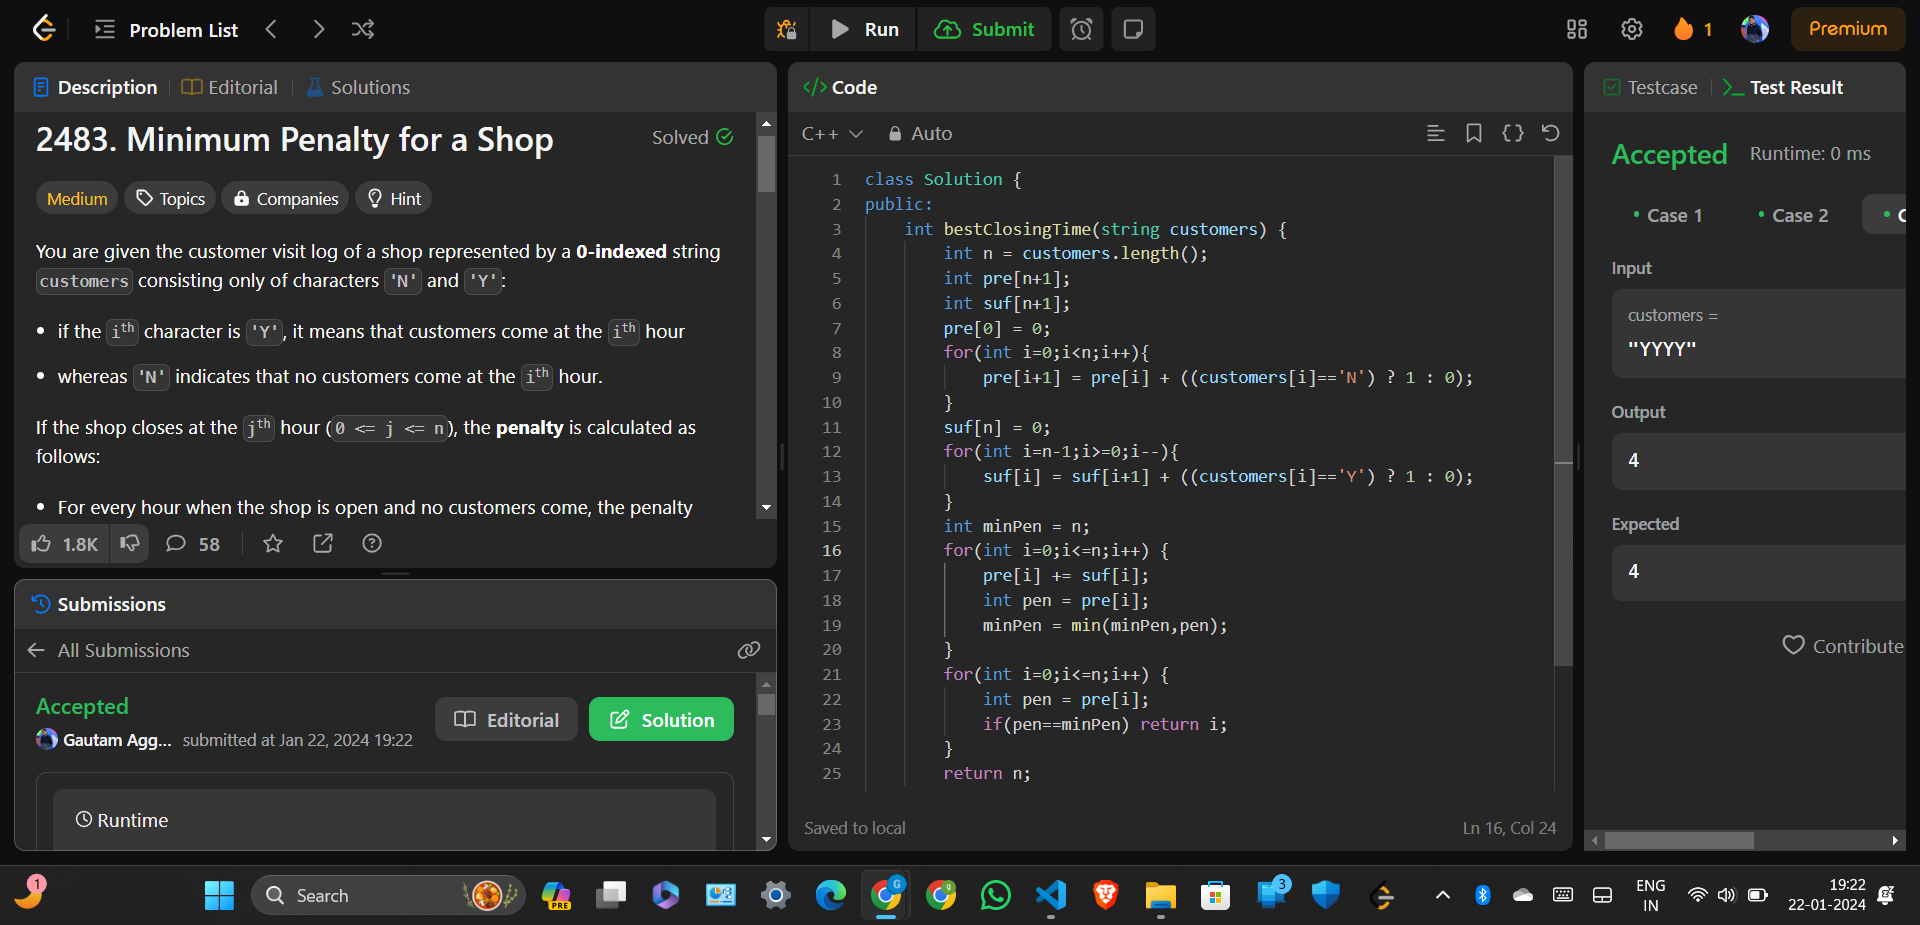 Problem List
Run
Submit
1
Premium
Description
Editorial
Solutions
2483. Minimum Penalty for a Shop
Solved
Medium
Topics
Companies
Hint
You are given the customer visit log of a shop represented by a 0-indexed string
customers consisting only of characters 'N' and 'Y':
• if the ith character is 'Y', it means that customers come at the ith hour
• whereas 'N' indicates that no customers come at the ith hour.
If the shop closes at the jth hour (0 <= j <= n), the penalty is calculated as
follows:
• For every hour when the shop is open and no customers come, the penalty
1.8K
58
Submissions
All Submissions
Accepted
Editorial
Solution
Gautam Agg... submitted at Jan 22, 2024 19:22
Runtime
</> Code
C++
Auto
1 class Solution {
2 public:
3     int bestClosingTime(string customers) {
4         int n = customers.length();
5         int pre[n+1];
6         int suf[n+1];
7         pre[0] = 0;
8         for(int i=0;i<n;i++){
9             pre[i+1] = pre[i] + ((customers[i]=='N') ? 1 : 0);
10         }
11         suf[n] = 0;
12         for(int i=n-1;i>=0;i--){
13             suf[i] = suf[i+1] + ((customers[i]=='Y') ? 1 : 0);
14         }
15         int minPen = n;
16         for(int i=0;i<=n;i++) {
17             pre[i] += suf[i];
18             int pen = pre[i];
19             minPen = min(minPen,pen);
20         }
21         for(int i=0;i<=n;i++) {
22             int pen = pre[i];
23             if(pen==minPen) return i;
24         }
25         return n;
Saved to local
Ln 16, Col 24
Testcase
Test Result
Accepted
Runtime: 0 ms
• Case 1
• Case 2
• C
Input
customers =
"YYYY"
Output
4
Expected
4
Contribute
1
Search
PRE
G
g
3
ENG
IN
19:22
22-01-2024